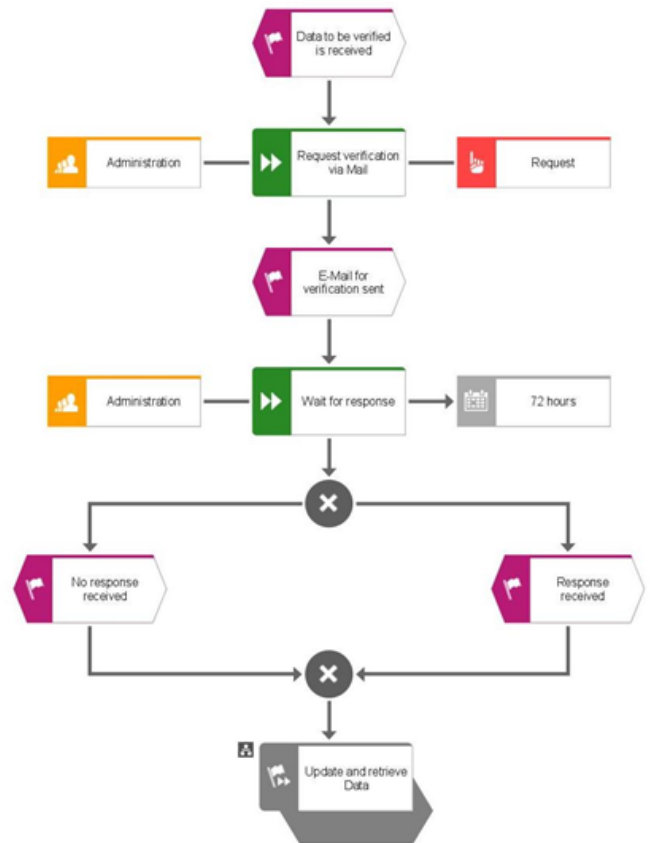 Data to be verified
is received
Administration
Request verification
via Mail
Request
E-Mail for
verification sent
Administration
Wait for response
72 hours
No response
received
Response
received
Update and retrieve
Data